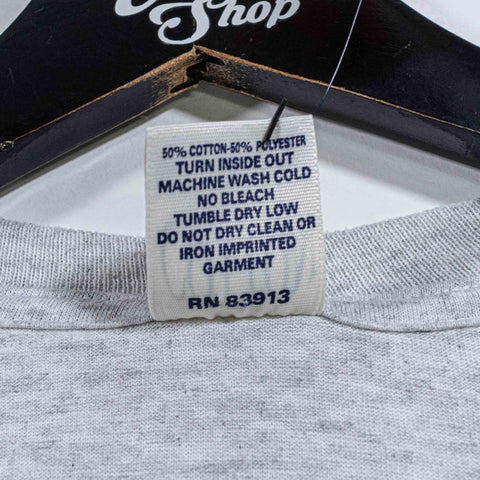 Shop
50% COTTON-50% POLYESTER
TURN INSIDE OUT
MACHINE WASH COLD
NO BLEACH
TUMBLE DRY LOW
DO NOT DRY CLEAN OR
IRON IMPRINTED
GARMENT
RN 83913